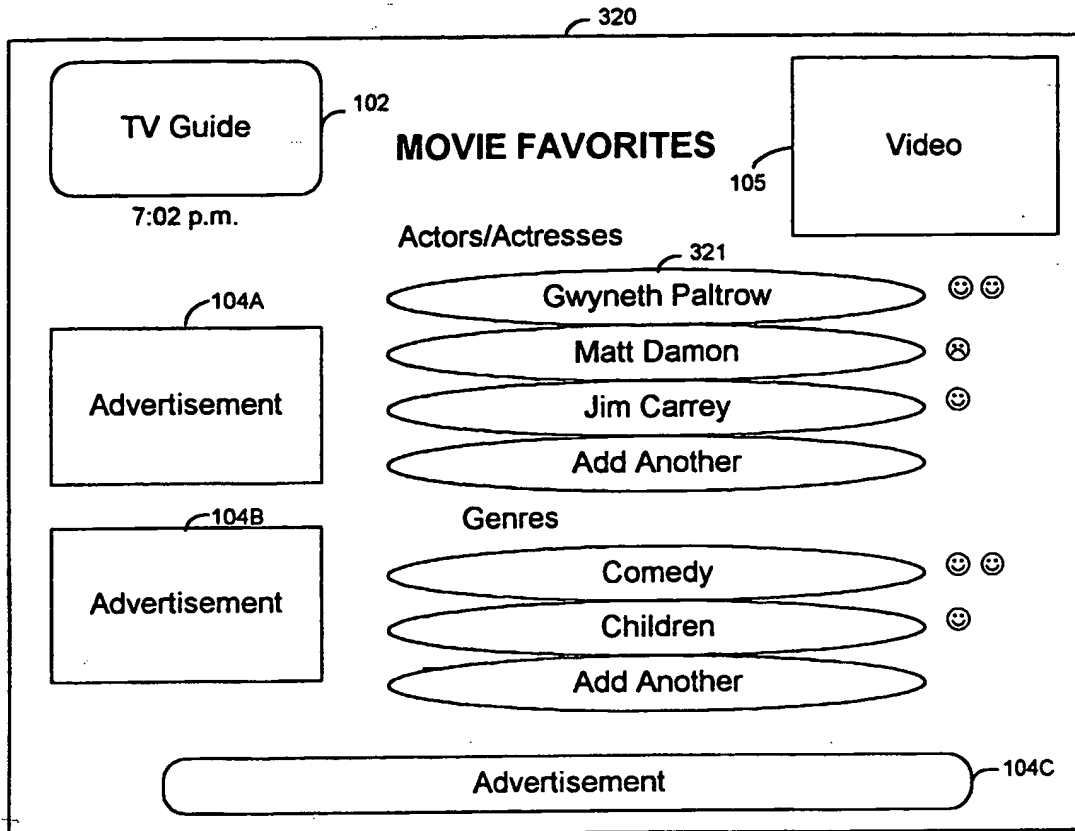 320
TV Guide
102
MOVIE FAVORITES
Video
105
7:02 p.m.
Actors/Actresses
321
Gwyneth Paltrow
104A
Matt Damon
Advertisement
Jim Carrey
Add Another
104B
Genres
Comedy
Advertisement
Children
Add Another
Advertisement
104C